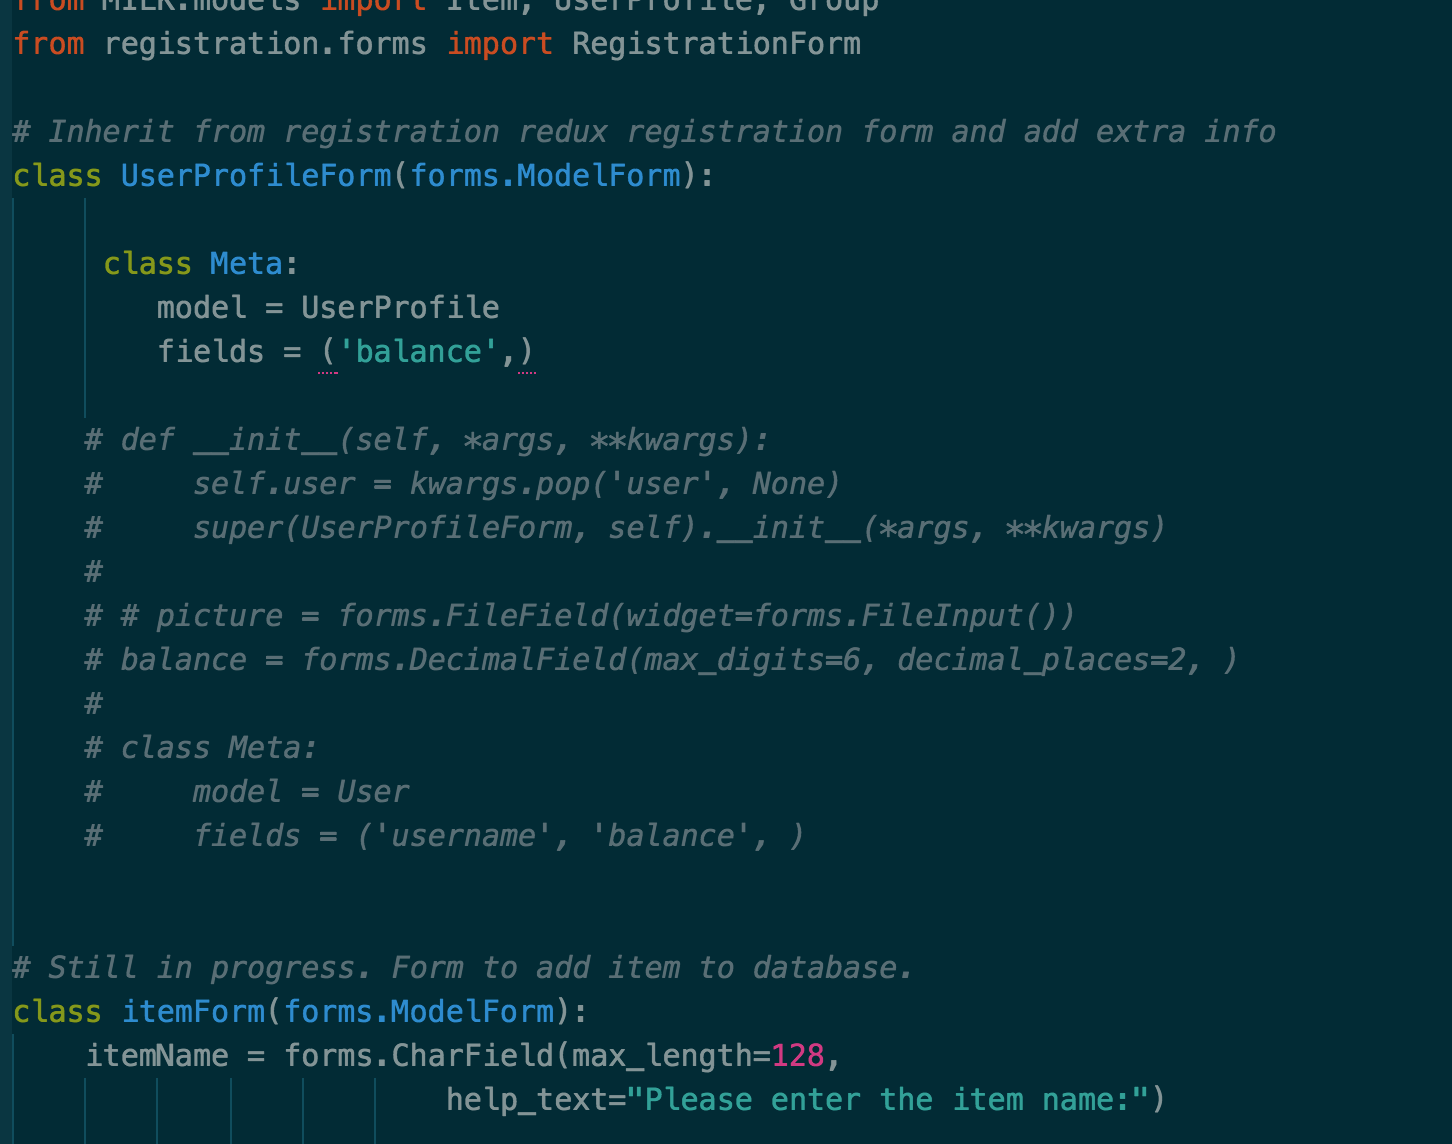 from MILK.models import Item, UserProfile, Group
from registration.forms import RegistrationForm
# Inherit from registration redux registration form and add extra info
class UserProfileForm(forms.ModelForm):
class Meta:
model = UserProfile
fields = ('balance',)
# def __init__(self, *args, **kwargs):
#     self.user = kwargs.pop('user', None)
#     super(UserProfileForm, self).__init__(*args, **kwargs)
#
# # picture = forms.FileField(widget=forms.FileInput())
# balance = forms.DecimalField(max_digits=6, decimal_places=2, )
#
# class Meta:
#     model = User
#     fields = ('username', 'balance', )
# Still in progress. Form to add item to database.
class itemForm(forms.ModelForm):
itemName = forms.CharField(max_length=128,
help_text="Please enter the item name:")